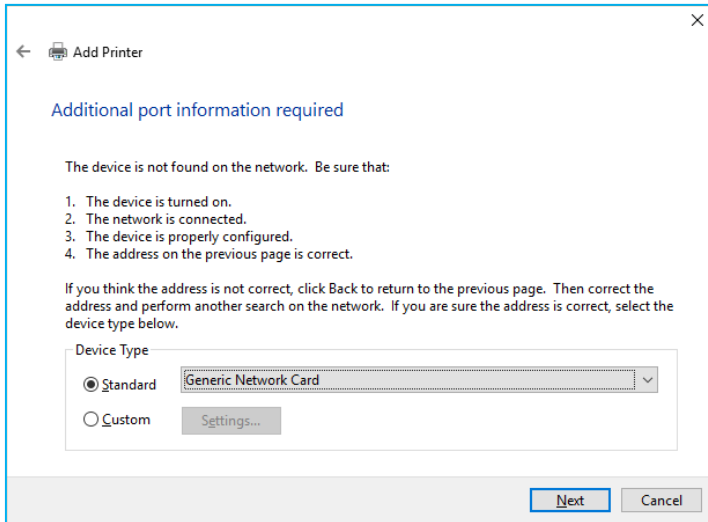 Add Printer
Additional port information required
The device is not found on the network.  Be sure that:
1.  The device is turned on.
2.  The network is connected.
3.  The device is properly configured.
4.  The address on the previous page is correct.
If you think the address is not correct, click Back to return to the previous page.  Then correct the
address and perform another search on the network.  If you are sure the address is correct, select the
device type below.
Device Type
Standard
Generic Network Card
Custom
Settings...
Next
Cancel